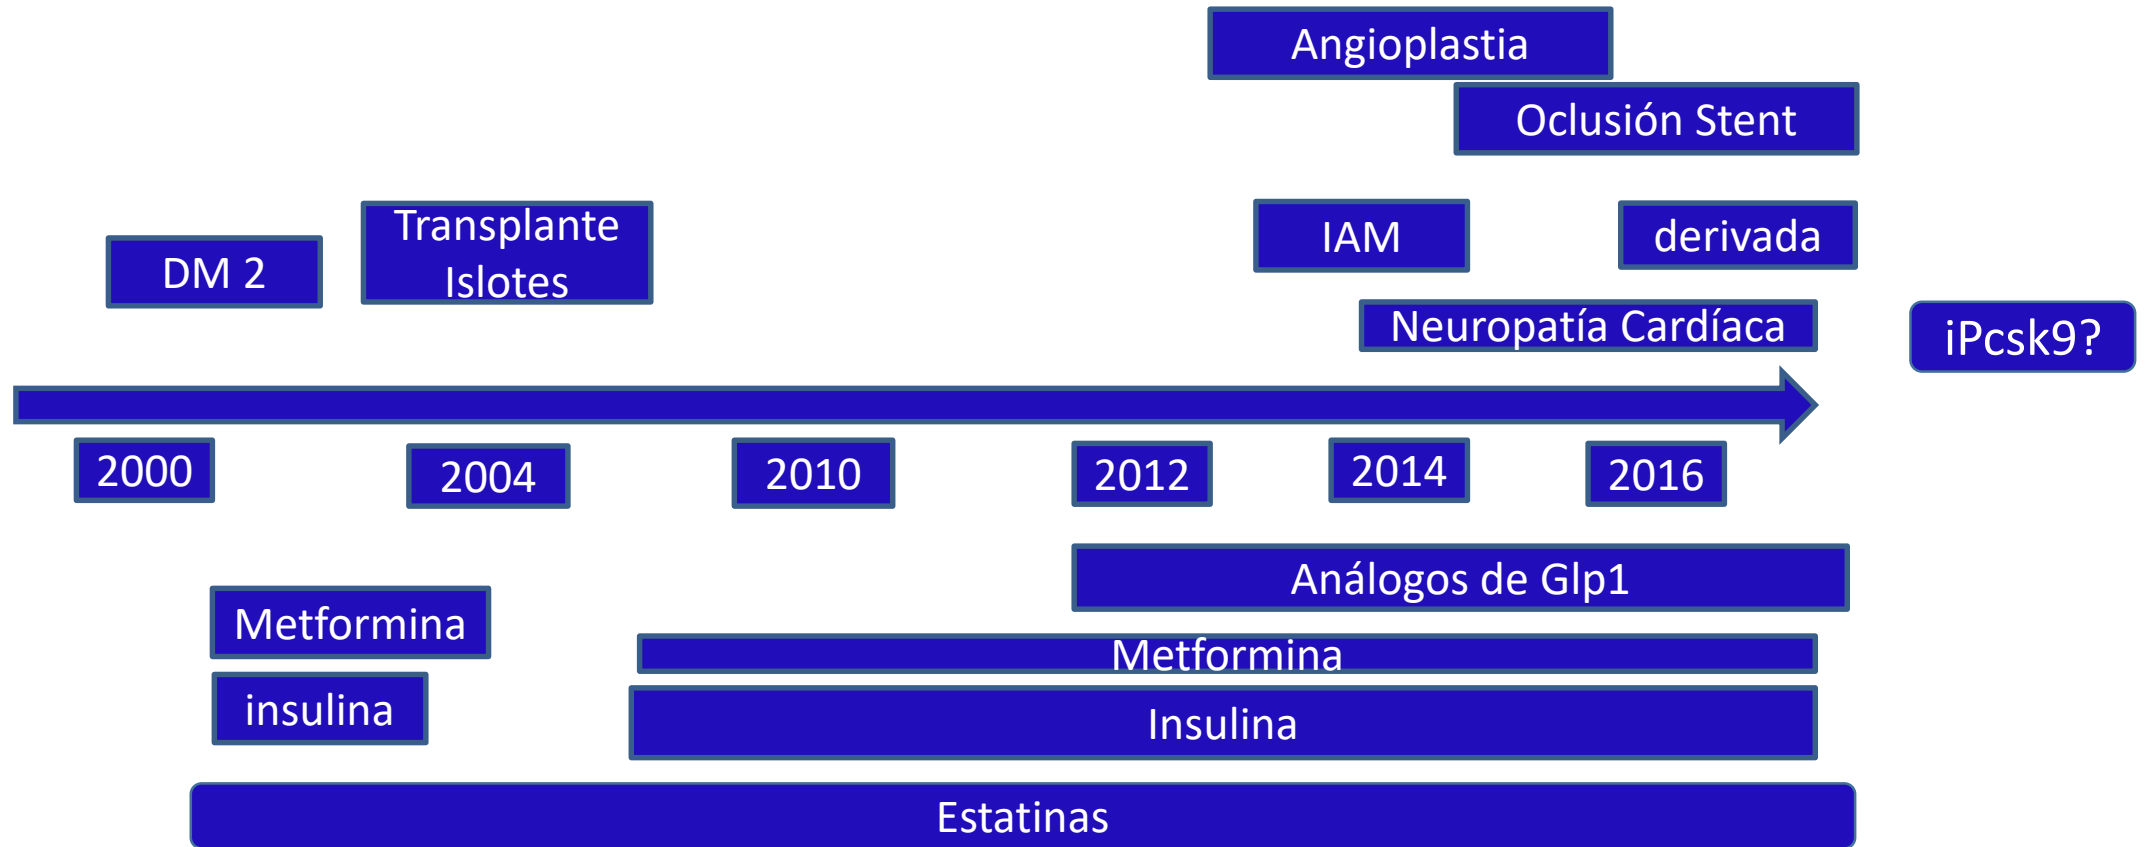 Angioplastia
Oclusión Stent
DM 2
Transplante
Islotes
IAM
derivada
Neuropatía Cardíaca
iPcsk9?
2000
2004
2010
2012
2014
2016
Análogos de Glp1
Metformina
Metformina
insulina
Insulina
Estatinas